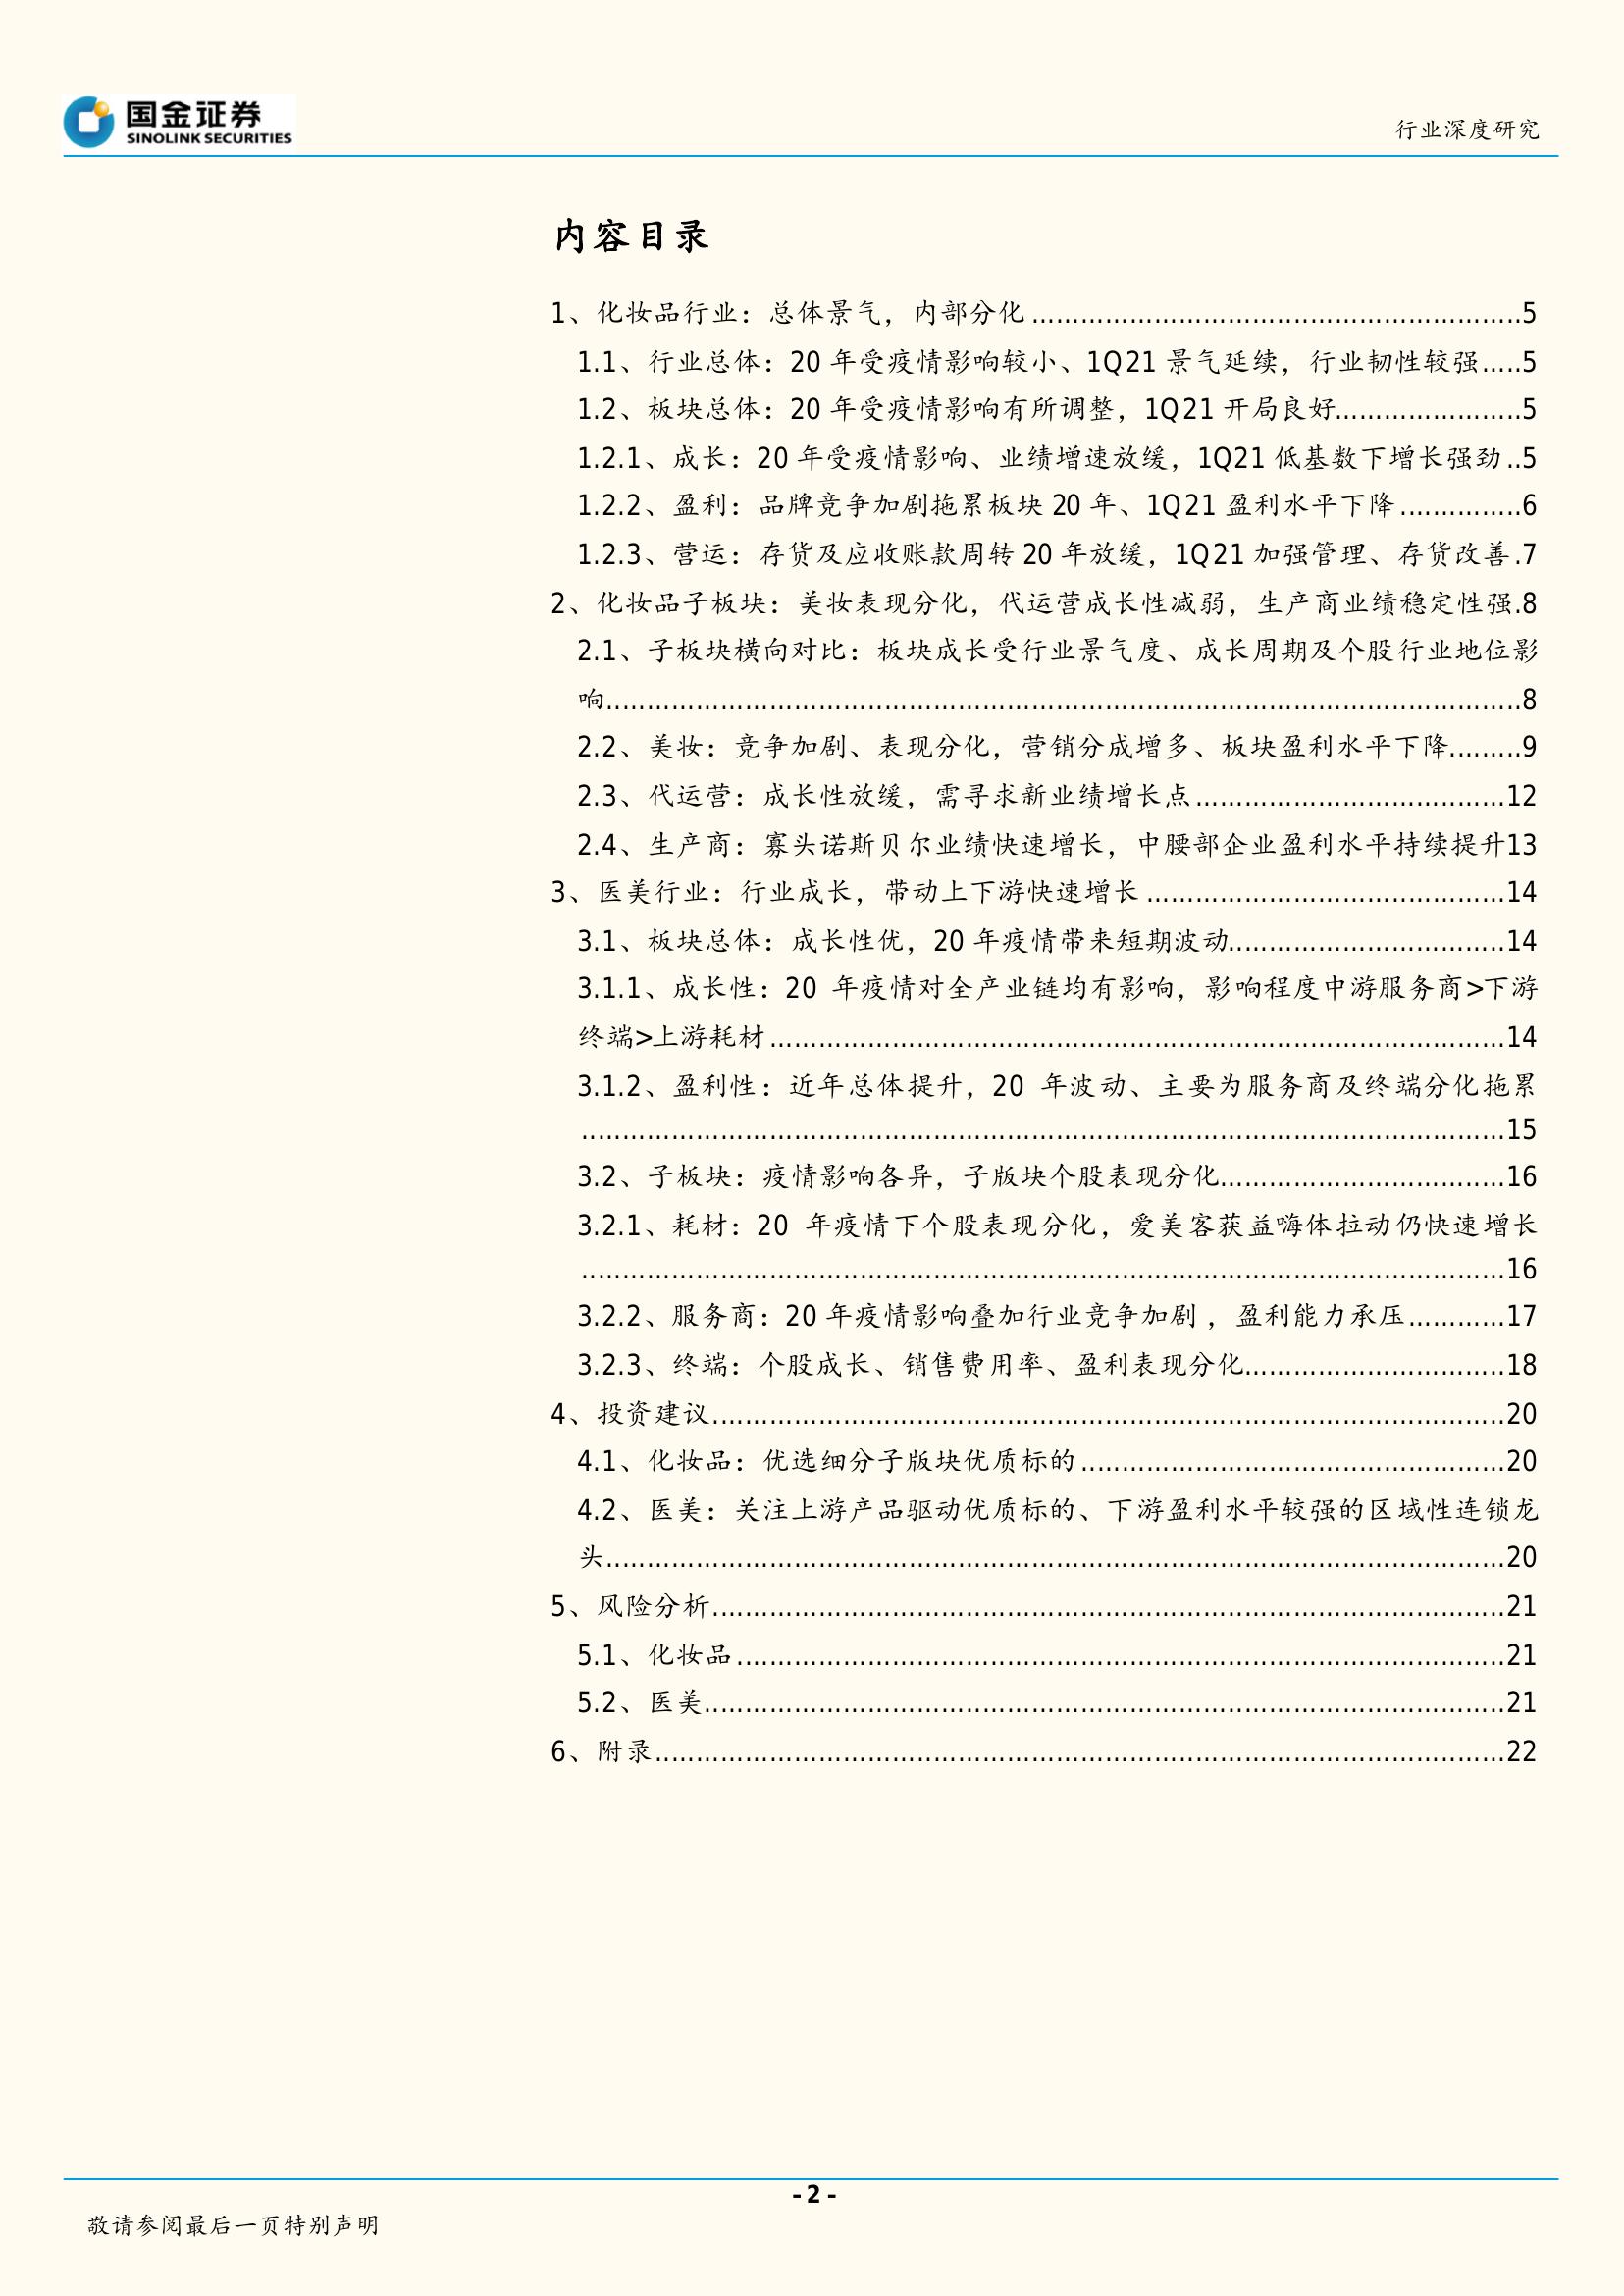 国金证券
SINOLINK SECURITIES
行业深度研究
内容目录
1、化妆品行业：总体景气，内部分化............................................................5
1.1、行业总体：20 年受疫情影响较小、1Q21 景气延续，行业韧性较强.....5
1.2、板块总体：20 年受疫情影响有所调整，1Q21 开局良好.......................5
1.2.1、成长：20 年受疫情影响、业绩增速放缓，1Q21 低基数下增长强劲..5
1.2.2、盈利：品牌竞争加剧拖累板块 20 年、1Q21 盈利水平下降...............6
1.2.3、营运：存货及应收账款周转 20 年放缓，1Q21 加强管理、存货改善.7
2、化妆品子板块：美妆表现分化，代运营成长性减弱，生产商业绩稳定性强.8
2.1、子板块横向对比：板块成长受行业景气度、成长周期及个股行业地位影
响................................................................................................................8
2.2、美妆：竞争加剧、表现分化，营销分成增多、板块盈利水平下降.........9
2.3、代运营：成长性放缓，需寻求新业绩增长点......................................12
2.4、生产商：寡头诺斯贝尔业绩快速增长，中腰部企业盈利水平持续提升13
3、医美行业：行业成长，带动上下游快速增长............................................14
3.1、板块总体：成长性优，20 年疫情带来短期波动..................................14
3.1.1、成长性：20 年疫情对全产业链均有影响，影响程度中游服务商>下游
终端>上游耗材..........................................................................................14
3.1.2、盈利性：近年总体提升，20 年波动、主要为服务商及终端分化拖累
.................................................................................................................15
3.2、子板块：疫情影响各异，子版块个股表现分化...................................16
3.2.1、耗材：20 年疫情下个股表现分化，爱美客获益嗨体拉动仍快速增长
.................................................................................................................16
3.2.2、服务商：20 年疫情影响叠加行业竞争加剧，盈利能力承压............17
3.2.3、终端：个股成长、销售费用率、盈利表现分化................................18
4、投资建议.................................................................................................20
4.1、化妆品：优选细分子版块优质标的....................................................20
4.2、医美：关注上游产品驱动优质标的、下游盈利水平较强的区域性连锁龙
头..............................................................................................................20
5、风险分析.................................................................................................21
5.1、化妆品..............................................................................................21
5.2、医美..................................................................................................21
6、附录........................................................................................................22
- 2 -
敬请参阅最后一页特别声明